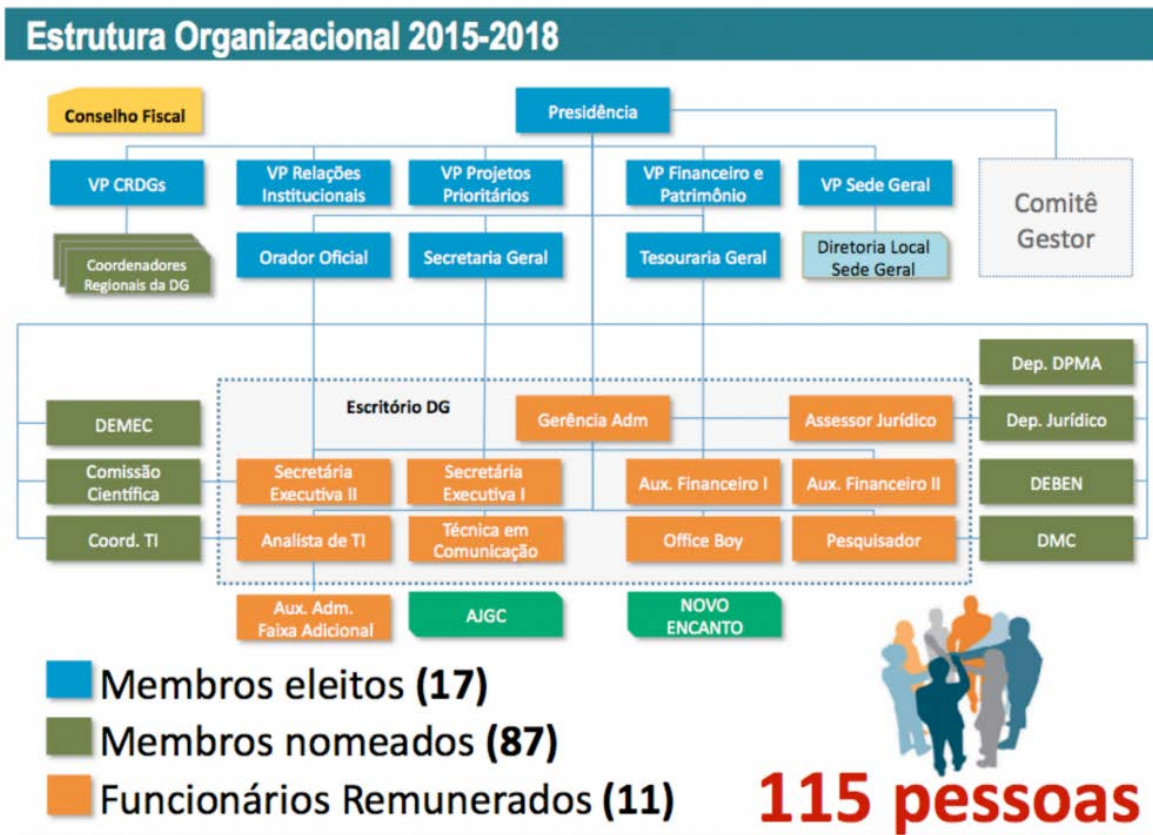 Estrutura Organizacional 2015-2018
Conselho Fiscal
Presidência
VP CRDGs
VP Relações
Institucionais
VP Projetos
Prioritários
VP Financeiro e
Patrimônio
VP Sede Geral
Comitê
Gestor
Coordenadores
Regionais da DG
Orador Oficial
Secretaria Geral
Tesouraria Geral
Diretoria Local
Sede Geral
Dep. DPMA
Escritório DG
DEMEC
Gerência Adm
Assessor Jurídico
Dep. Jurídico
Comissão
Científica
Secretária
Executiva II
Secretária
Executiva I
Aux. Financeiro I
Aux. Financeiro II
DEBEN
Coord. TI
Analista de TI
Técnica em
Comunicação
Office Boy
Pesquisador
DMC
Aux. Adm.
Faixa Adicional
AJGC
NOVO
ENCANTO
Membros eleitos (17)
Membros nomeados (87)
Funcionários Remunerados (11)
115 pessoas